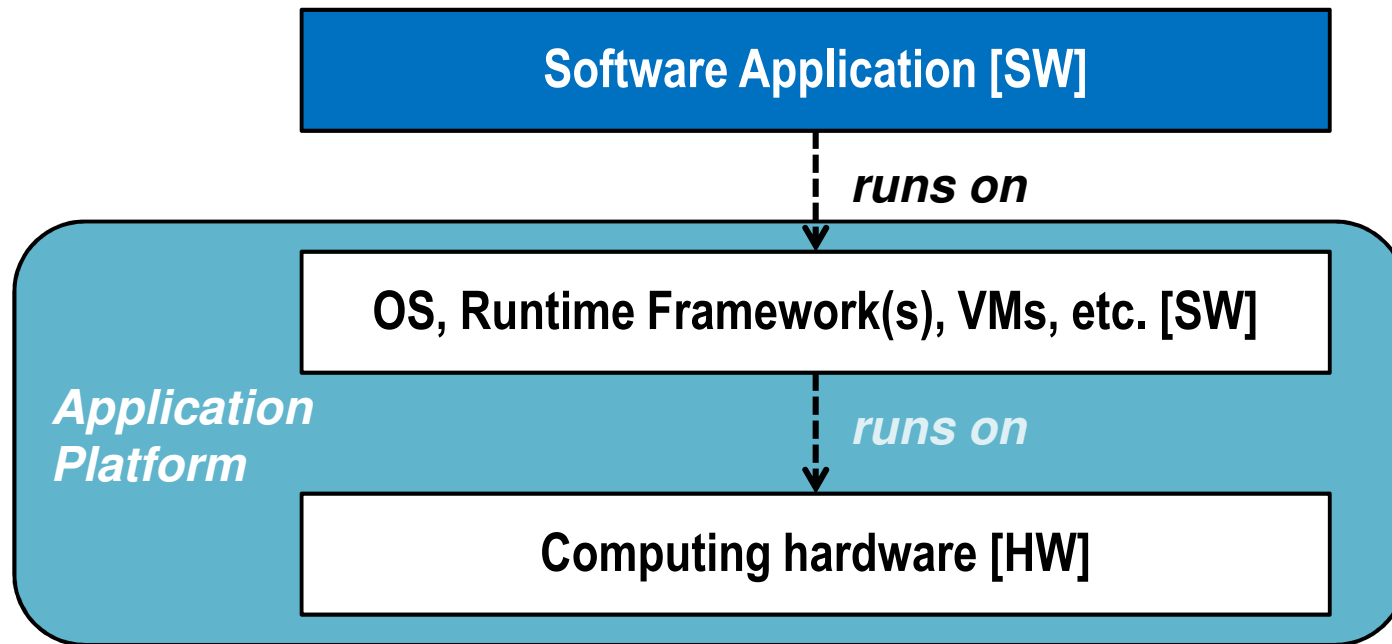 Software Application [SW]
runs on
OS, Runtime Framework(s), VMs, etc. [SW]
Application
Platform
runs on
Computing hardware [HW]